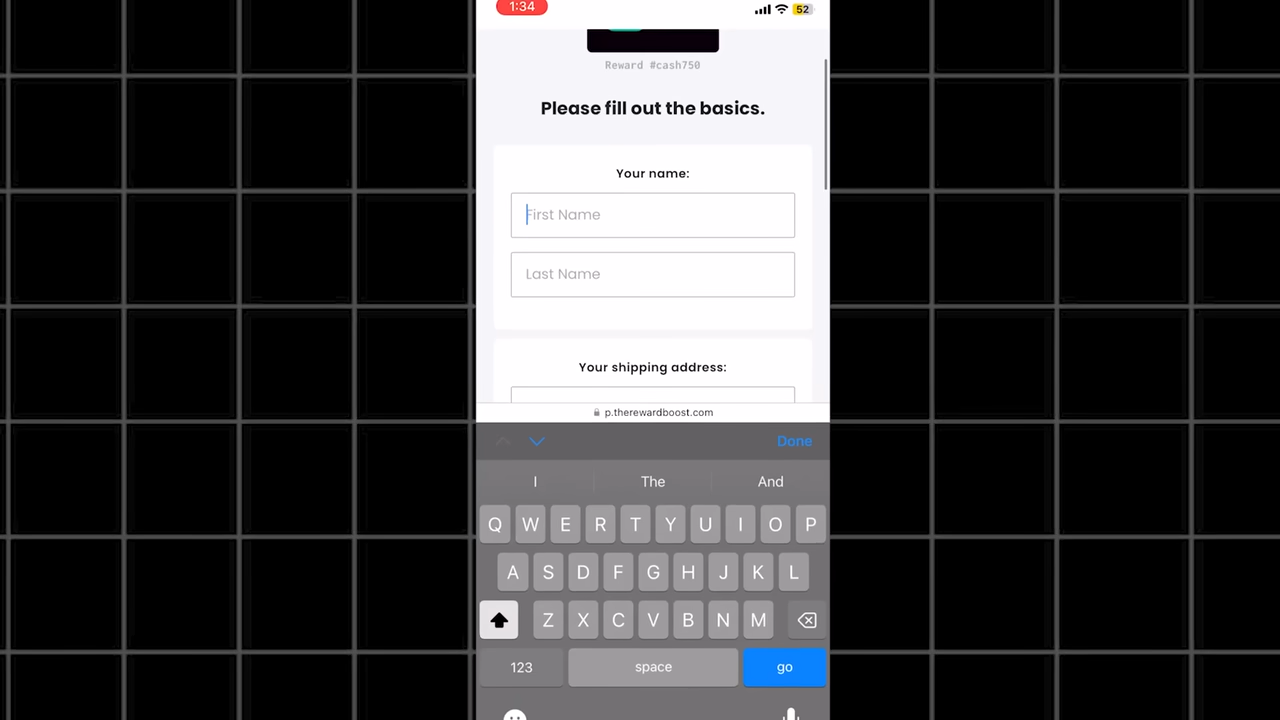 1:34
52
Reward #cash750
Please fill out the basics.
Your name:
First Name
Last Name
Your shipping address:
p.therewardboost.com
Done
I The And
Q W E R T Y U I O P
A S D F G H J K L
Z X C V B N M
123 space go